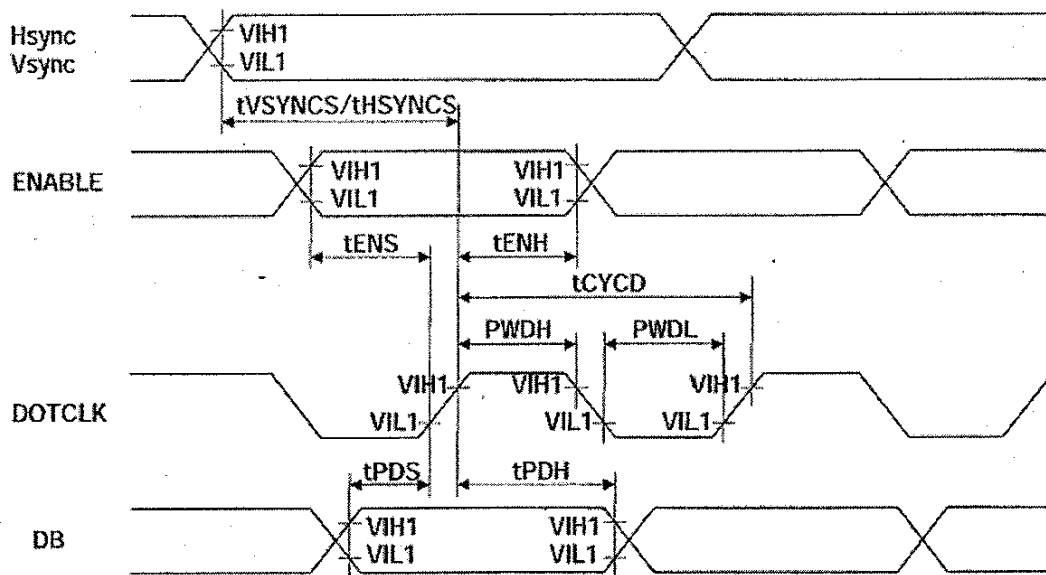 Hsync
Vsync
VIH1
VIL1
tVSYNCS/tHSYNCS
ENABLE
VIH1
VIH1
VIL1
VIL1
tENS
tENH
tCYCD
PWDH
PWDL
DOTCLK
VIH1
VIH1
VIH1
VIL1
VIL1
VIL1
tPDS
tPDH
DB
VIH1
VIH1
VIL1
VIL1